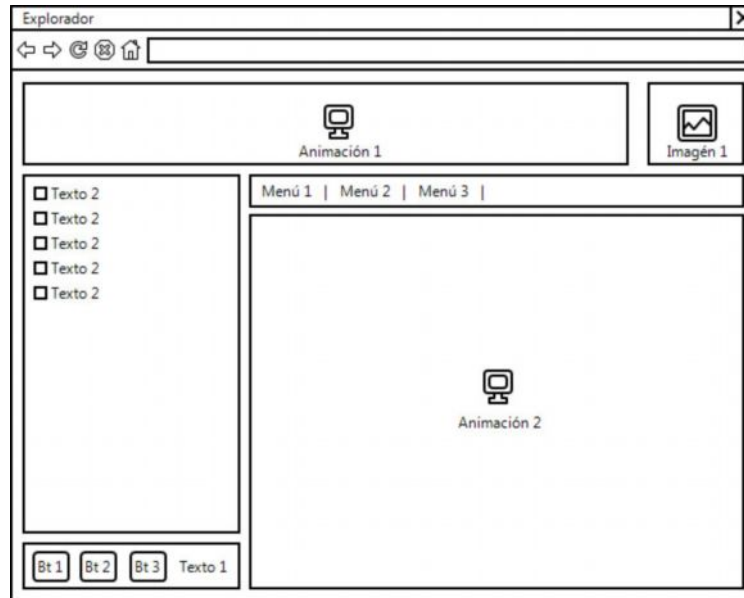 Explorador
Animación 1
Imagén 1
Texto 2
Texto 2
Texto 2
Texto 2
Texto 2
Menú 1 | Menú 2 | Menú 3 |
Animación 2
Bt 1 Bt 2 Bt 3 Texto 1